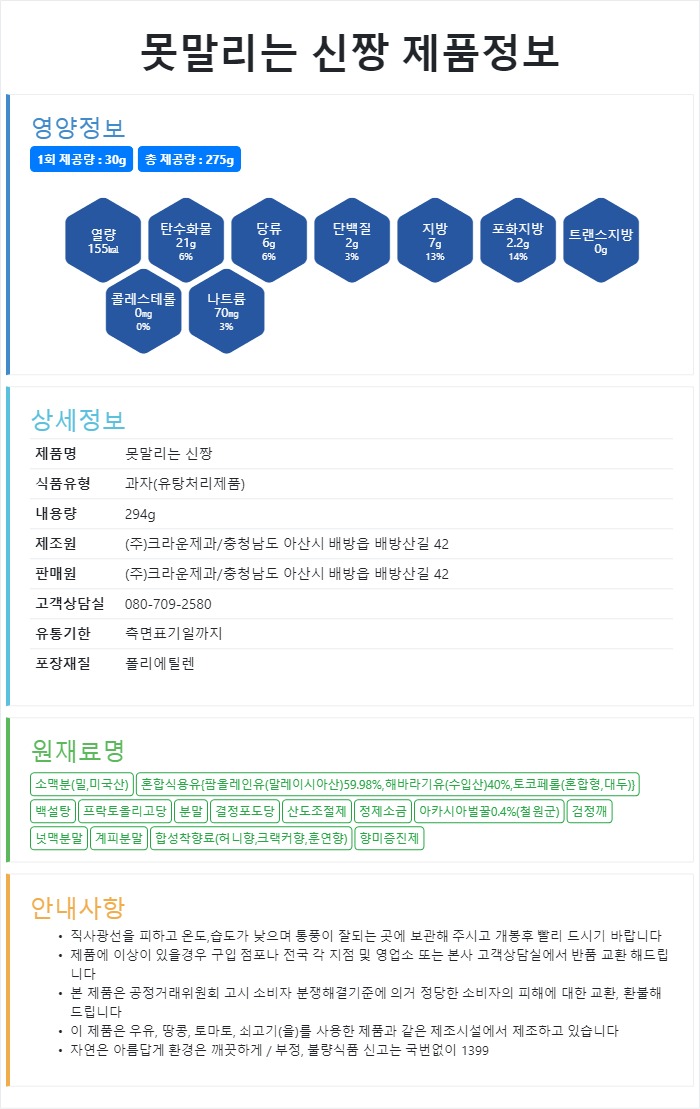 못말리는 신짱 제품정보
영양정보
1회 제공량 : 30g 총 제공량 : 275g
열량
155㎉
탄수화물
21g
6%
당류
6g
6%
단백질
2g
3%
지방
7g
13%
포화지방
2.2g
14%
트랜스지방
0g
콜레스테롤
0㎎
0%
나트륨
70㎎
3%
상세정보
제품명 못말리는 신짱
식품유형 과자(유탕처리제품)
내용량 294g
제조원 (주)크라운제과/충청남도 아산시 배방읍 배방산길 42
판매원 (주)크라운제과/충청남도 아산시 배방읍 배방산길 42
고객상담실 080-709-2580
유통기한 측면표기일까지
포장재질 폴리에틸렌
원재료명
소맥분(밀,미국산) 혼합식용유{팜올레인유(말레이시아산)59.98%,해바라기유(수입산)40%,토코페롤(혼합형,대두)}
백설탕 프락토올리고당 분말 결정포도당 산도조절제 정제소금 아카시아벌꿀0.4%(철원군) 검정깨
넛맥분말 계피분말 합성착향료(허니향,크랙커향,훈연향) 향미증진제
안내사항
• 직사광선을 피하고 온도,습도가 낮으며 통풍이 잘되는 곳에 보관해 주시고 개봉후 빨리 드시기 바랍니다
• 제품에 이상이 있을경우 구입 점포나 전국 각 지점 및 영업소 또는 본사 고객상담실에서 반품 교환 해드립
니다
• 본 제품은 공정거래위원회 고시 소비자 분쟁해결기준에 의거 정당한 소비자의 피해에 대한 교환, 환불해
드립니다
• 이 제품은 우유, 땅콩, 토마토, 쇠고기(을)를 사용한 제품과 같은 제조시설에서 제조하고 있습니다
• 자연은 아름답게 환경은 깨끗하게 / 부정, 불량식품 신고는 국번없이 1399